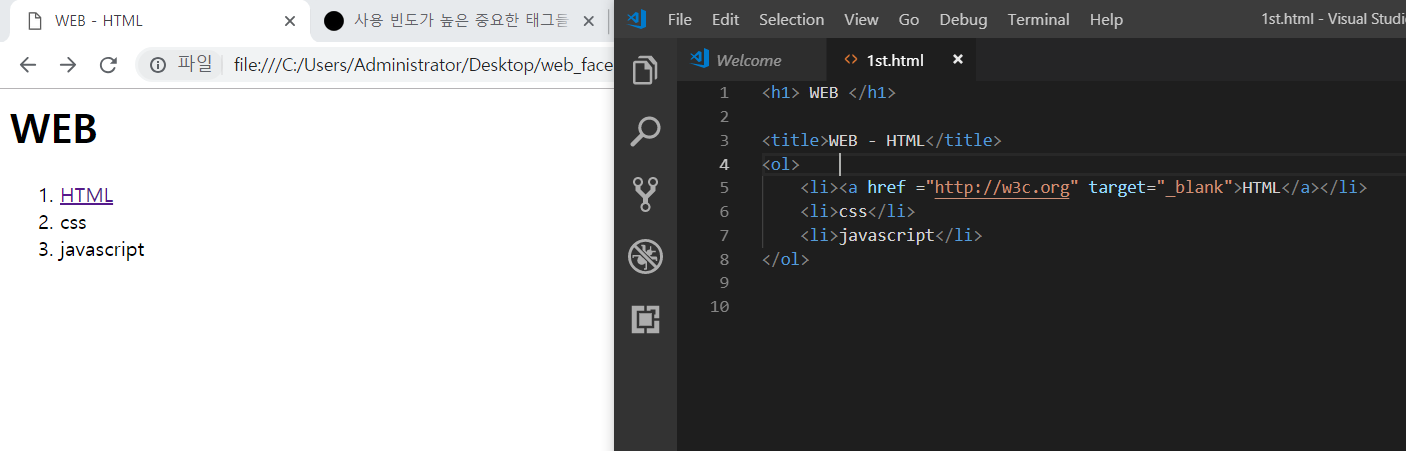 WEB - HTML
사용 빈도가 높은 중요한 태그들
파일 file:///C:/Users/Administrator/Desktop/web_face
WEB
1. HTML
2. css
3. javascript
File Edit Selection View Go Debug Terminal Help 1st.html - Visual Studio
Welcome 1st.html
1 <h1> WEB </h1>
2
3 <title>WEB - HTML</title>
4 <ol>
5 <li><a href ="http://w3c.org" target="_blank">HTML</a></li>
6 <li>css</li>
7 <li>javascript</li>
8 </ol>
9
10